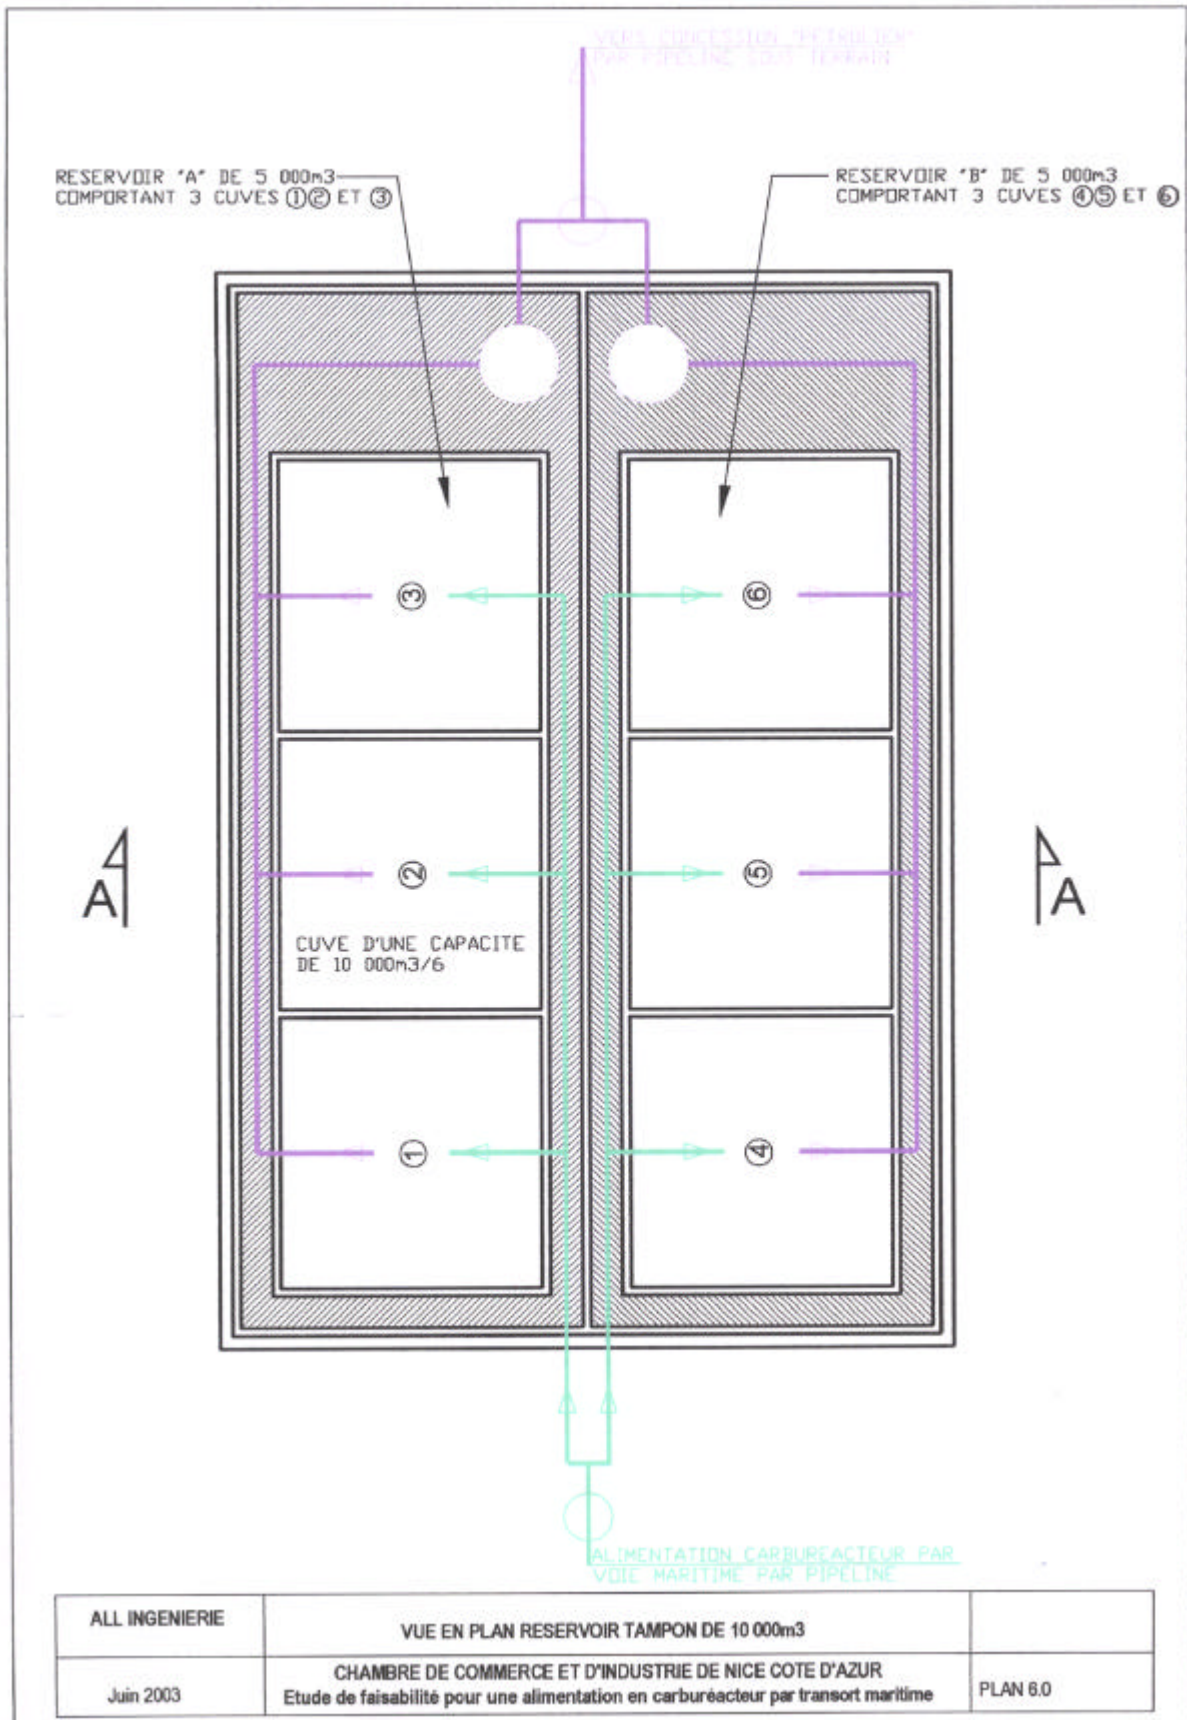 VERS CONCESSION "PETROLIER"
PAR PIPELINE SOUS TERRAIN
RESERVOIR "A" DE 5 000m3
COMPORTANT 3 CUVES ①② ET ③
RESERVOIR "B" DE 5 000m3
COMPORTANT 3 CUVES ④⑤ ET ⑥
③
⑥
A
②
⑤
A
CUVE D'UNE CAPACITE
DE 10 000m3/6
①
④
ALIMENTATION CARBUREACTEUR PAR
VOIE MARITIME PAR PIPELINE
ALL INGENIERIE
VUE EN PLAN RESERVOIR TAMPON DE 10 000m3
Juin 2003
CHAMBRE DE COMMERCE ET D'INDUSTRIE DE NICE COTE D'AZUR
Etude de faisabilité pour une alimentation en carburéacteur par transort maritime
PLAN 6.0